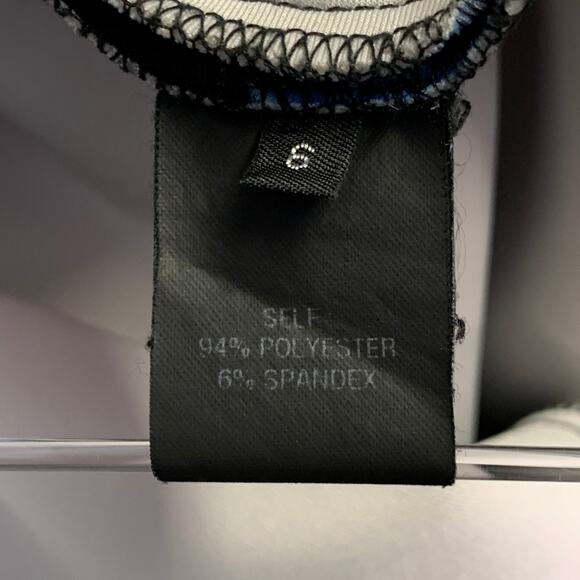 6
SELF
94% POLYESTER
6% SPANDEX